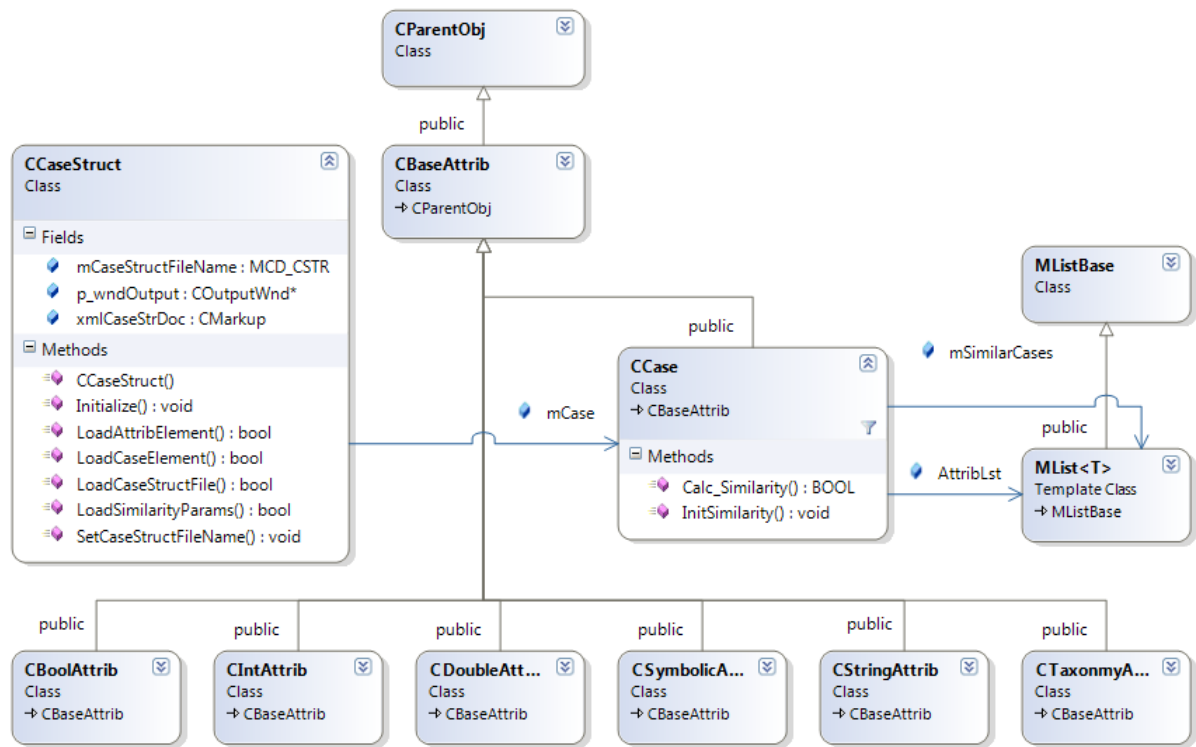 CParentObj
Class
public
CCaseStruct
Class
Fields
mCaseStructFileName : MCD_CSTR
p_wndOutput : COutputWnd*
xmlCaseStrDoc : CMarkup
Methods
CCaseStruct()
Initialize() : void
LoadAttribElement() : bool
LoadCaseElement() : bool
LoadCaseStructFile() : bool
LoadSimilarityParams() : bool
SetCaseStructFileName() : void
CBaseAttrib
Class
CParentObj
public
mCase
CCase
Class
CBaseAttrib
Methods
Calc_Similarity() : BOOL
InitSimilarity() : void
mSimilarCases
AttribLst
MListBase
Class
public
MList<T>
Template Class
MListBase
public
CBoolAttrib
Class
CBaseAttrib
public
CIntAttrib
Class
CBaseAttrib
public
CDoubleAtt...
Class
CBaseAttrib
public
CSymbolicA...
Class
CBaseAttrib
public
CStringAttrib
Class
CBaseAttrib
public
CTaxonmyA...
Class
CBaseAttrib